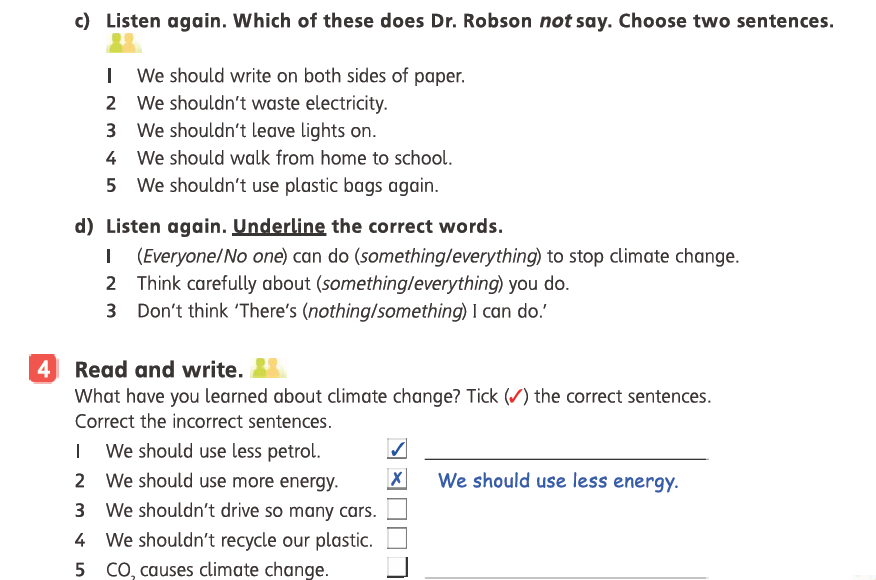 c) Listen again. Which of these does Dr. Robson not say. Choose two sentences.
1 We should write on both sides of paper.
2 We shouldn't waste electricity.
3 We shouldn't leave lights on.
4 We should walk from home to school.
5 We shouldn't use plastic bags again.
d) Listen again. Underline the correct words.
1 (Everyone/No one) can do (something/everything) to stop climate change.
2 Think carefully about (something/everything) you do.
3 Don't think 'There's (nothing/something) I can do.'
4 Read and write.
What have you learned about climate change? Tick (✓) the correct sentences.
Correct the incorrect sentences.
1 We should use less petrol. ✓
2 We should use more energy. ✗ We should use less energy.
3 We shouldn't drive so many cars.
4 We shouldn't recycle our plastic.
5 CO₂ causes climate change.